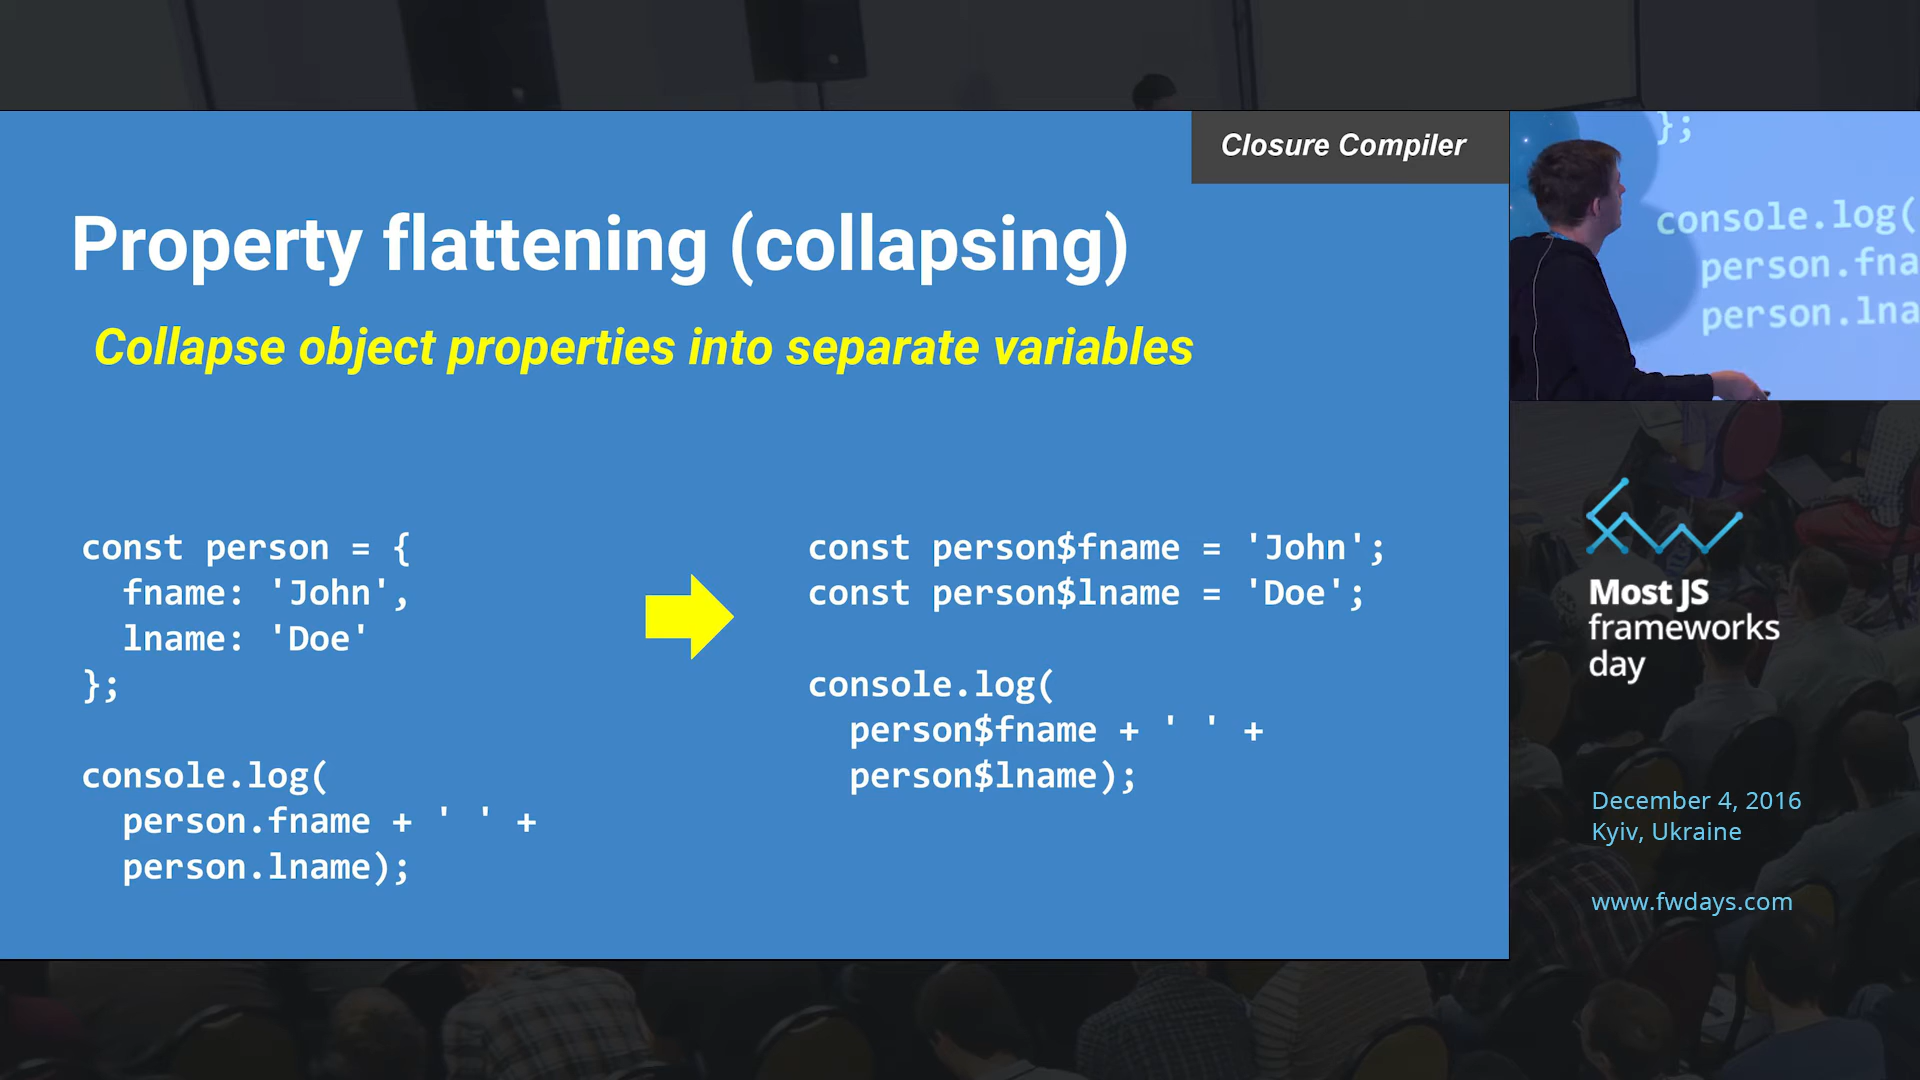 Closure Compiler
Property flattening (collapsing)
Collapse object properties into separate variables
const person = {
  fname: 'John',
  lname: 'Doe'
};
console.log(
  person.fname + ' ' +
  person.lname);
const person$fname = 'John';
const person$lname = 'Doe';
console.log(
  person$fname + ' ' +
  person$lname);
};
console.log(
person.fna
person.lna
Most JS
frameworks
day
December 4, 2016
Kyiv, Ukraine
www.fwdays.com